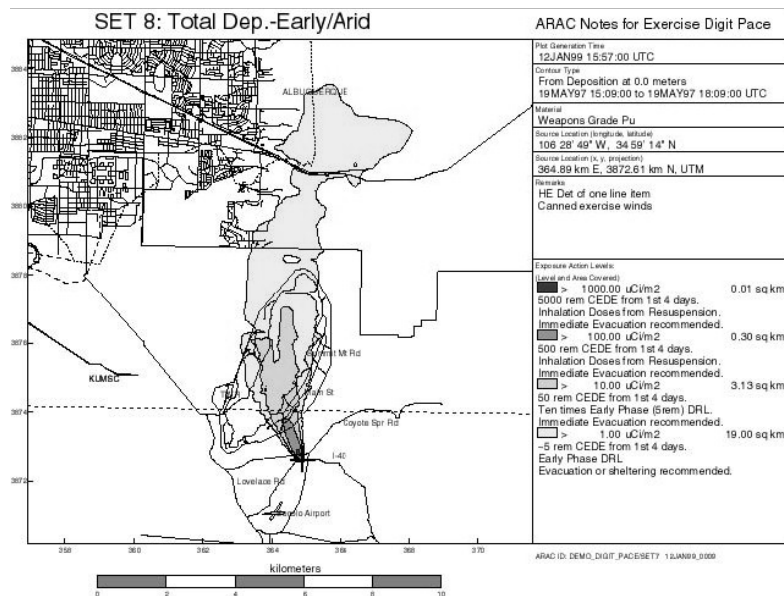 SET 8: Total Dep.-Early/Arid
ARAC Notes for Exercise Digit Pace
Plot Generation Time
12JAN99 15:57:00 UTC
Contour Type
From Deposition at 0.0 meters
19MAY97 15:09:00 to 19MAY97 18:09:00 UTC
Material
Weapons Grade Pu
Source Location (longitude, latitude)
106 28' 49" W, 34 59' 14" N
Source Location (x, y, projection)
364.89 km E, 3872.61 km N, UTM
Remarks
HE Det of one line item
Canned exercise winds
Exposure Action Levels:
(Level and Area Covered)
> 1000.00 uCi/m2 0.01 sq km
5000 rem CEDE from 1st 4 days.
Inhalation Doses from Resuspension.
Immediate Evacuation recommended.
> 100.00 uCi/m2 0.30 sq km
500 rem CEDE from 1st 4 days.
Inhalation Doses from Resuspension.
Immediate Evacuation recommended.
> 10.00 uCi/m2 3.13 sq km
50 rem CEDE from 1st 4 days.
Ten times Early Phase (5rem) DRL.
Immediate Evacuation recommended.
> 1.00 uCi/m2 19.00 sq km
~5 rem CEDE from 1st 4 days.
Early Phase DRL
Evacuation or sheltering recommended.
ARAC ID: DEMO_DIGIT_PACE/SET7 12JAN99_0000
3884
ALBUQUERQUE
3882
3880
3878
3876
Summit Mt Rd
KUMSC
Main St
3874
Coyote Spr Rd
I-40
3872
Lovelace Rd
Airport
358 360 362 364 366 368 370
kilometers
0 2 4 6 8 10